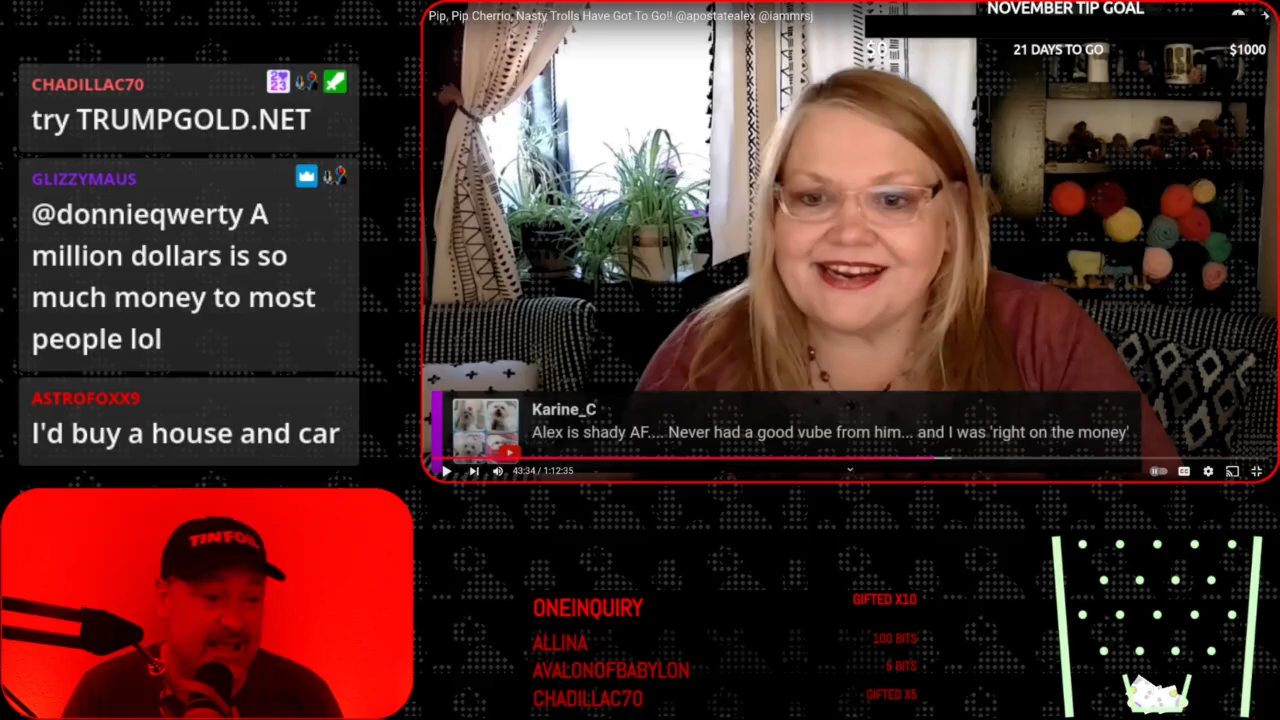 Pip, Pip Cherrio, Nasty Trolls Have Got To Go!! @apostatealex @iammrsj
NOVEMBER TIP GOAL
$0
21 DAYS TO GO
$1000
CHADILLAC70
try TRUMPGOLD.NET
GLIZZYMAUS
@donnieqwerty A
million dollars is so
much money to most
people lol
ASTROFOXX9
I'd buy a house and car
Karine_C
Alex is shady AF.... Never had a good vube from him... and I was 'right on the money'
43:34 / 1:12:35
TINFOIL
ONEINQUIRY
GIFTED X10
ALLINA
100 BITS
AVALONOFBABYLON
5 BITS
CHADILLAC70
GIFTED X5